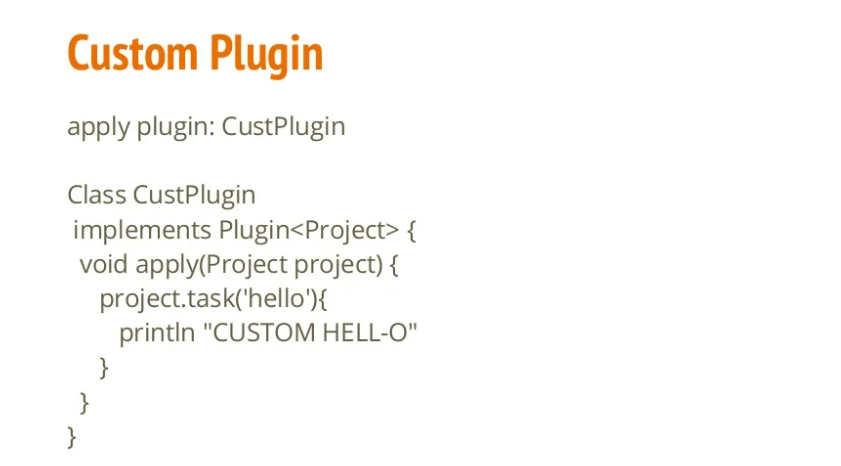 Custom Plugin
apply plugin: CustPlugin
Class CustPlugin
implements Plugin<Project> {
void apply(Project project) {
project.task('hello'){
println "CUSTOM HELL-O"
}
}
}